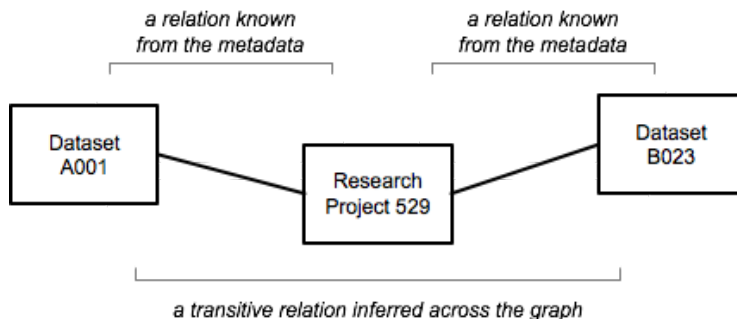 a relation known
from the metadata
a relation known
from the metadata
Dataset
A001
Research
Project 529
Dataset
B023
a transitive relation inferred across the graph